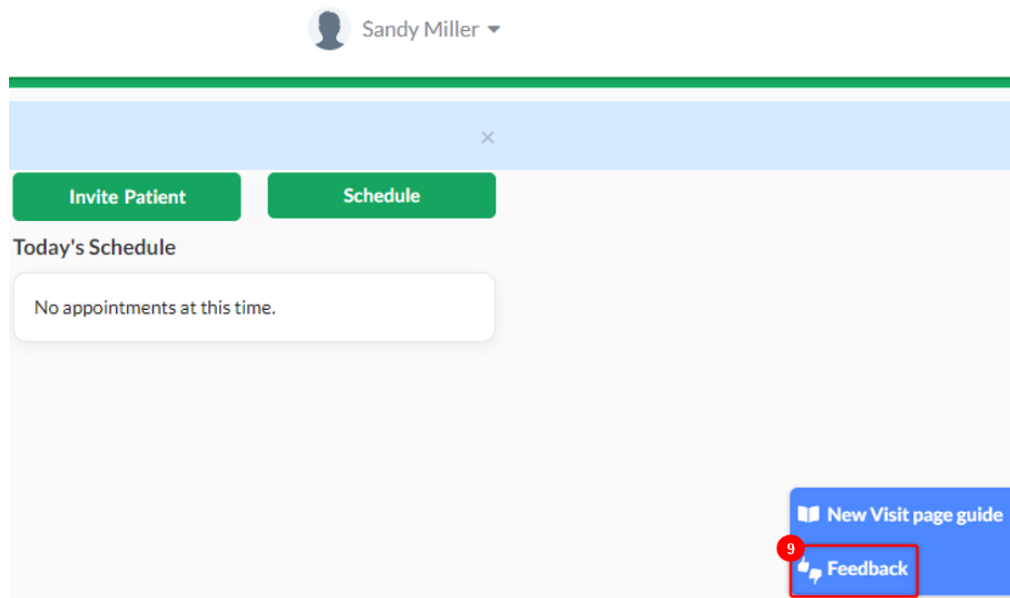 Sandy Miller
×
Invite Patient
Schedule
Today's Schedule
No appointments at this time.
New Visit page guide
9
Feedback